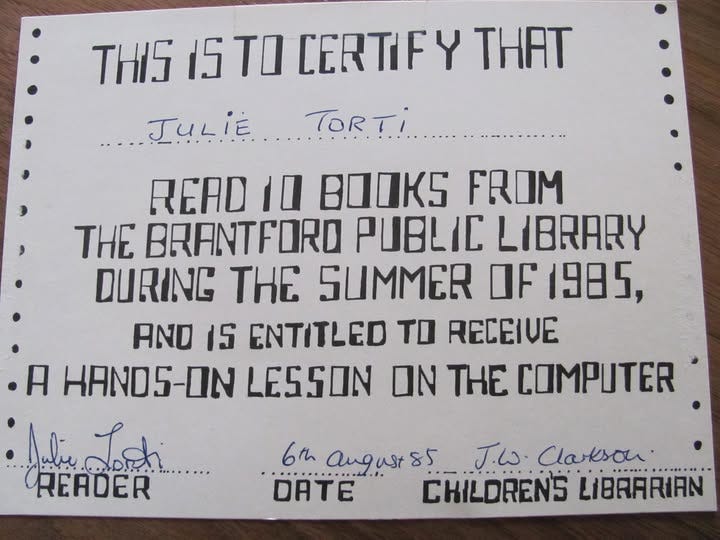 THIS IS TO CERTIFY THAT
JULIE TORTI
READ 10 BOOKS FROM
THE BRANTFORD PUBLIC LIBRARY
DURING THE SUMMER OF 1985,
AND IS ENTITLED TO RECEIVE
A HANDS-ON LESSON ON THE COMPUTER
Julie Torti 6th August 85 J.W. Clarkson.
READER DATE CHILDREN'S LIBRARIAN